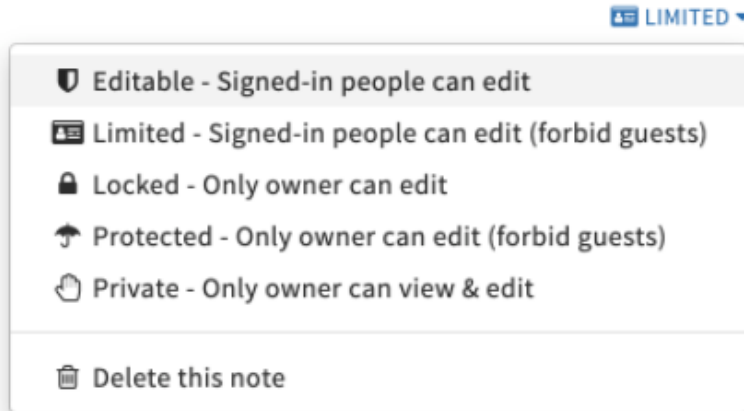 LIMITED
Editable - Signed-in people can edit
Limited - Signed-in people can edit (forbid guests)
Locked - Only owner can edit
Protected - Only owner can edit (forbid guests)
Private - Only owner can view & edit
Delete this note